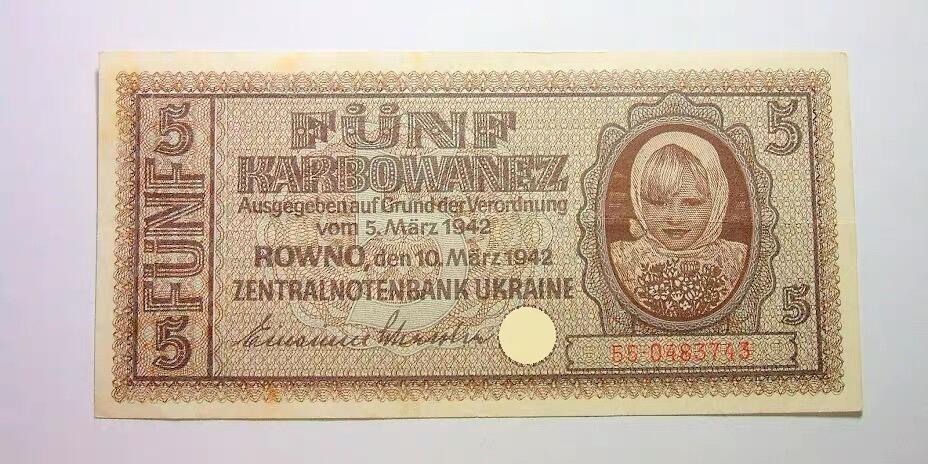 5 FÜNF 5
FÜNF
KARBOWANEZ
Ausgegeben auf Grund der Verordnung
vom 5. März 1942
ROWNO, den 10. März 1942
ZENTRALNOTENBANK UKRAINE
5
5
55·0483743